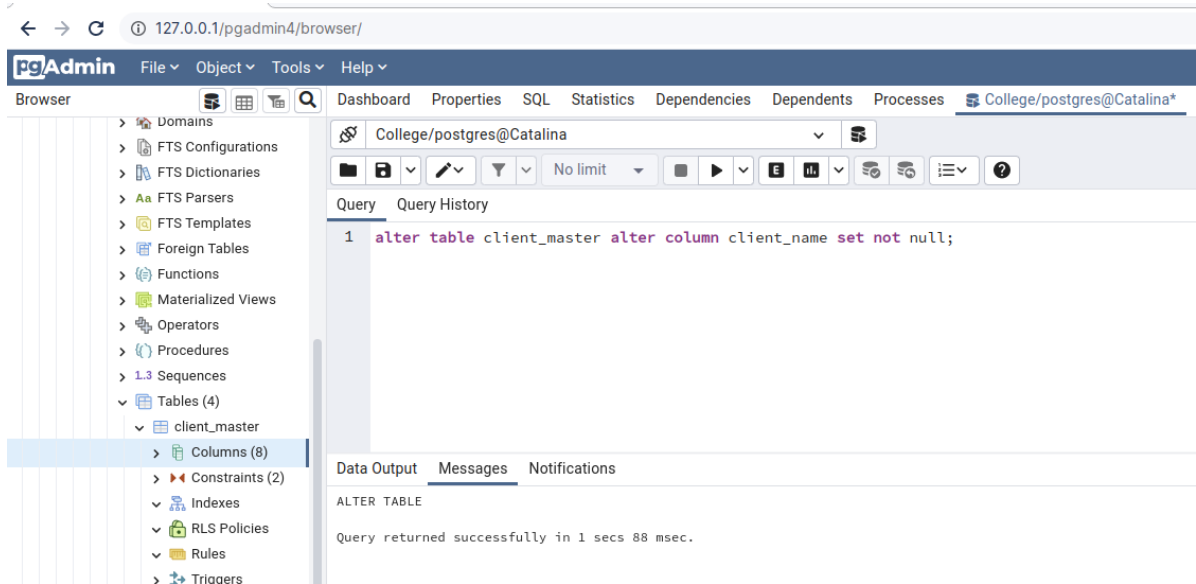 127.0.0.1/pgadmin4/browser/
pgAdmin File Object Tools Help
Browser
Dashboard Properties SQL Statistics Dependencies Dependents Processes College/postgres@Catalina*
Domains
FTS Configurations
FTS Dictionaries
Aa FTS Parsers
FTS Templates
Foreign Tables
Functions
Materialized Views
Operators
Procedures
1..3 Sequences
Tables (4)
client_master
Columns (8)
Constraints (2)
Indexes
RLS Policies
Rules
Triggers
College/postgres@Catalina
No limit E
Query Query History
1 alter table client_master alter column client_name set not null;
Data Output Messages Notifications
ALTER TABLE
Query returned successfully in 1 secs 88 msec.